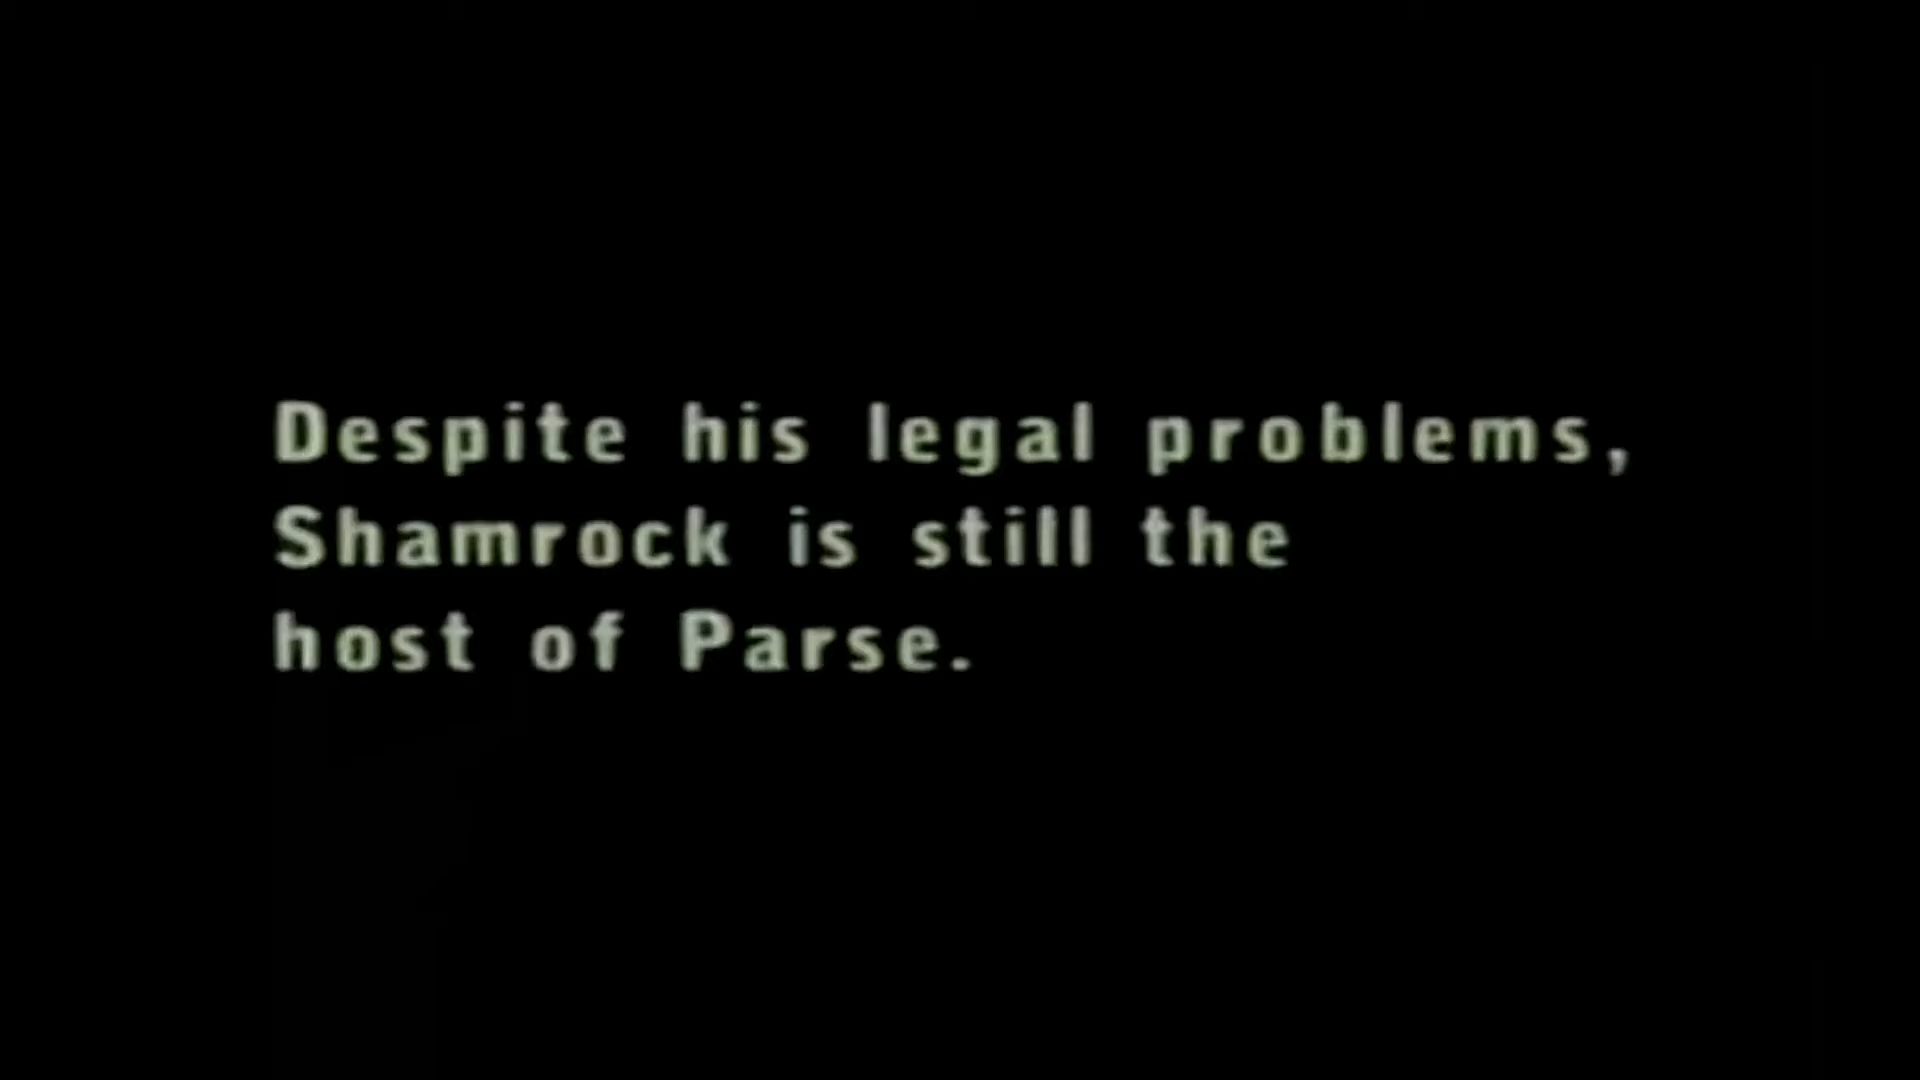 Despite his legal problems,
Shamrock is still the
host of Parse.